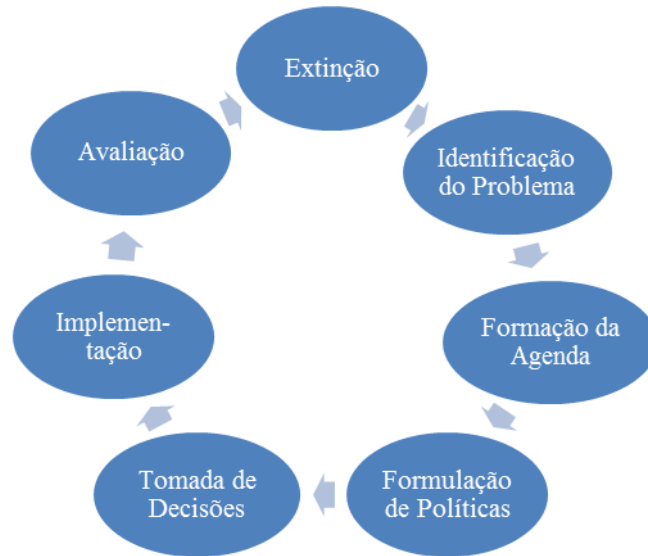 Extinção
Identificação
do Problema
Formação da
Agenda
Formulação
de Políticas
Tomada de
Decisões
Implemen-
tação
Avaliação